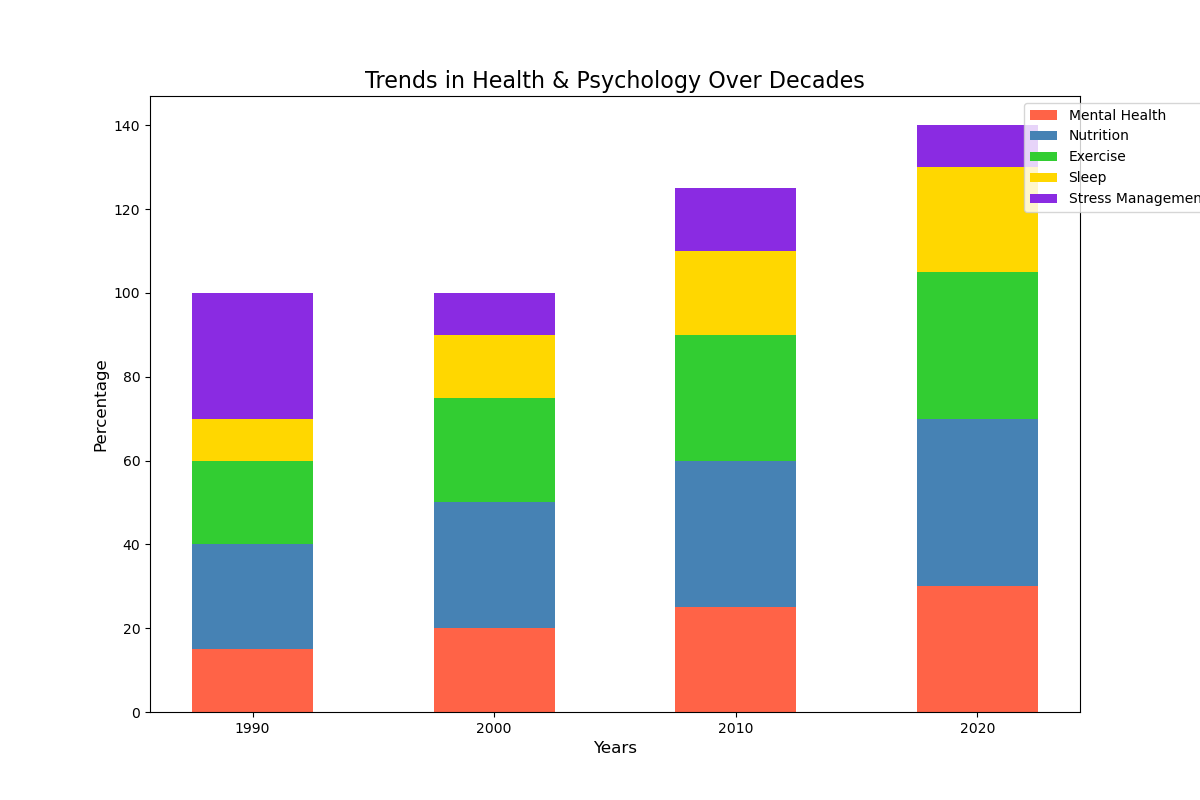 Trends in Health & Psychology Over Decades
Mental Health
Nutrition
Exercise
Sleep
Stress Managemen
140
120
100
80
60
40
20
0
Percentage
1990 2000 2010 2020
Years